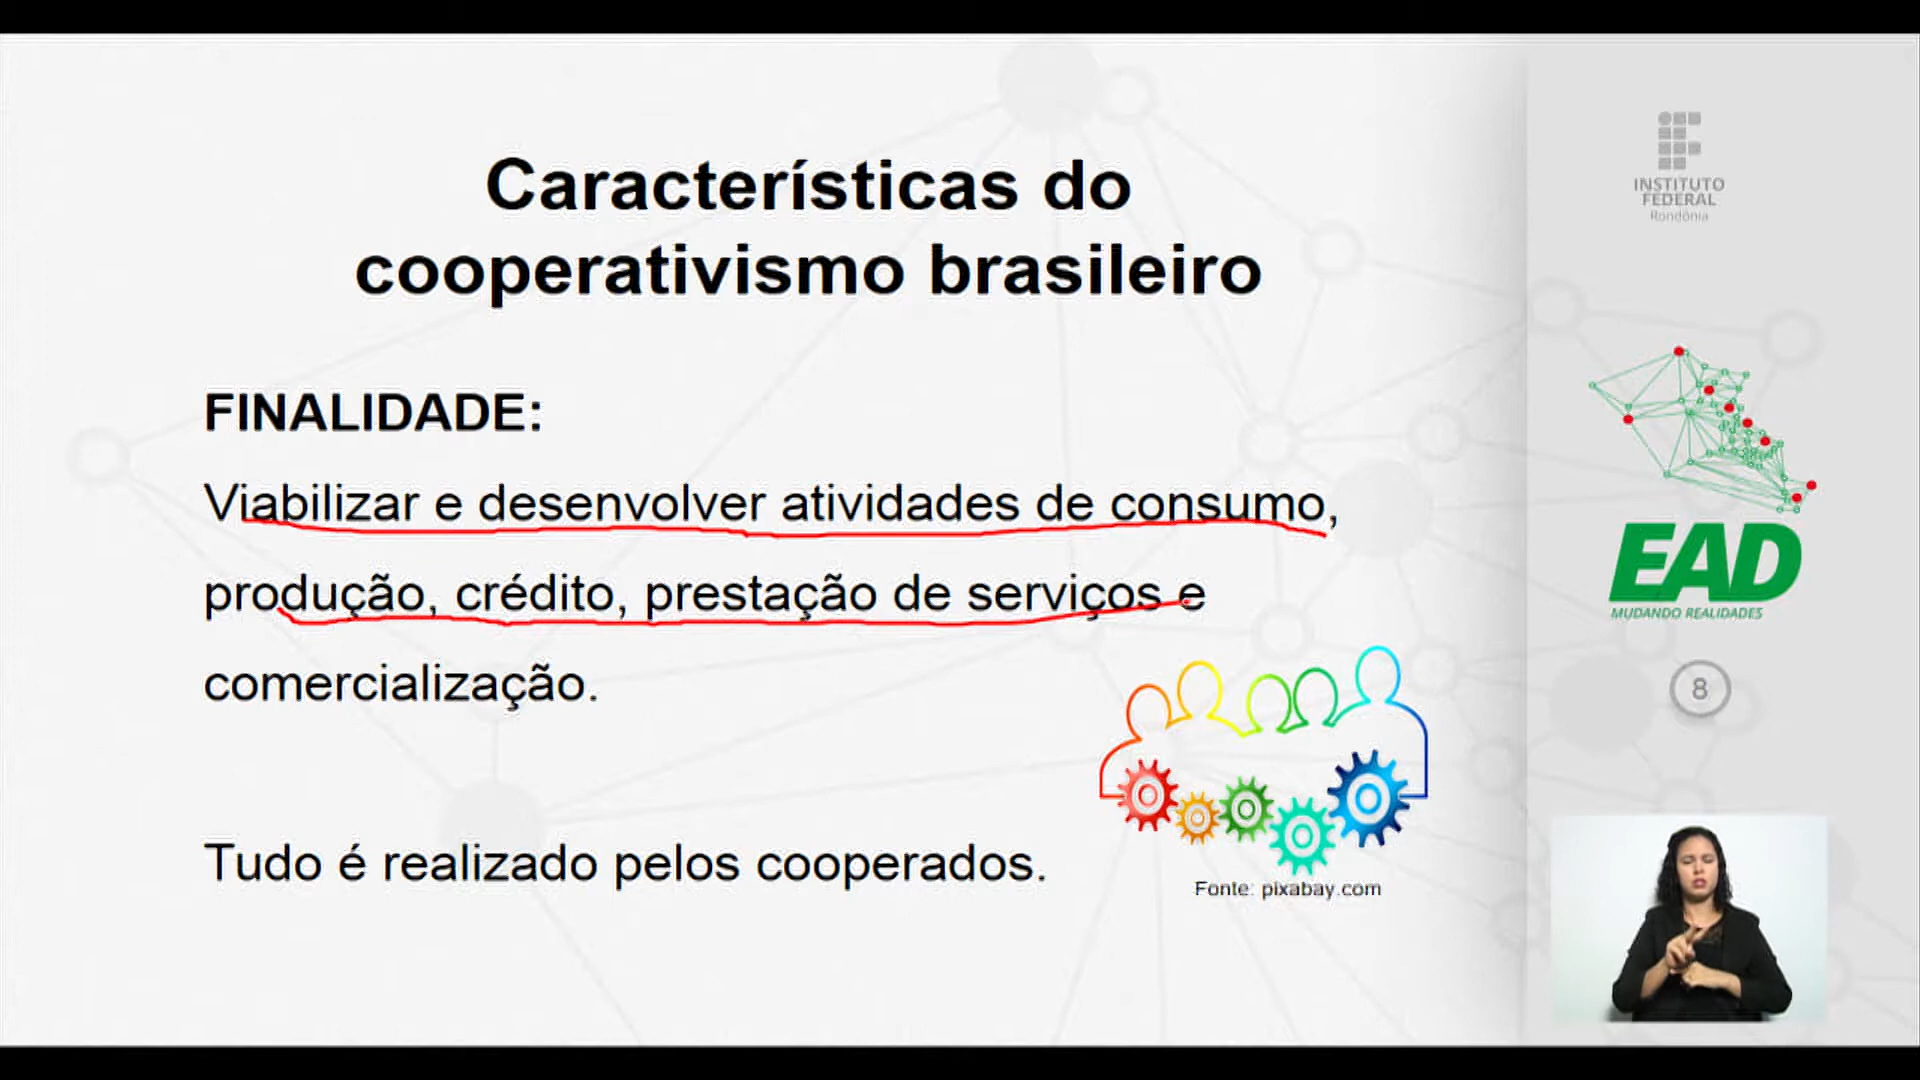 Características do
cooperativismo brasileiro
FINALIDADE:
Viabilizar e desenvolver atividades de consumo,
produção, crédito, prestação de serviços e
comercialização.
Tudo é realizado pelos cooperados.
Fonte: pixabay.com
INSTITUTO
FEDERAL
Rondônia
EAD
MUDANDO REALIDADES
8